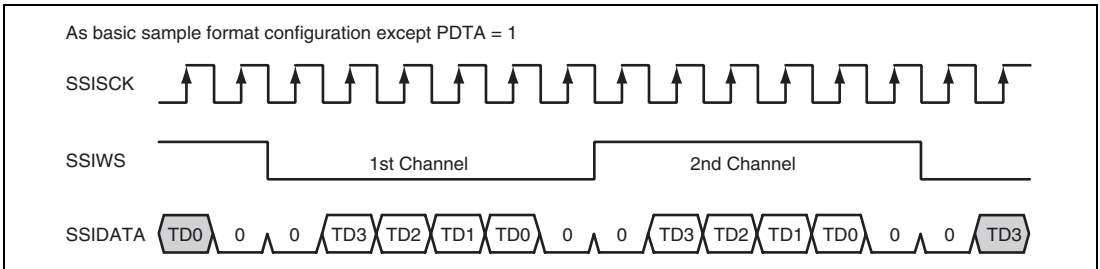 As basic sample format configuration except PDTA = 1
SSISCK
SSIWS 1st Channel 2nd Channel
SSIDATA TD0 0 0 TD3 TD2 TD1 TD0 0 0 TD3 TD2 TD1 TD0 0 0 TD3